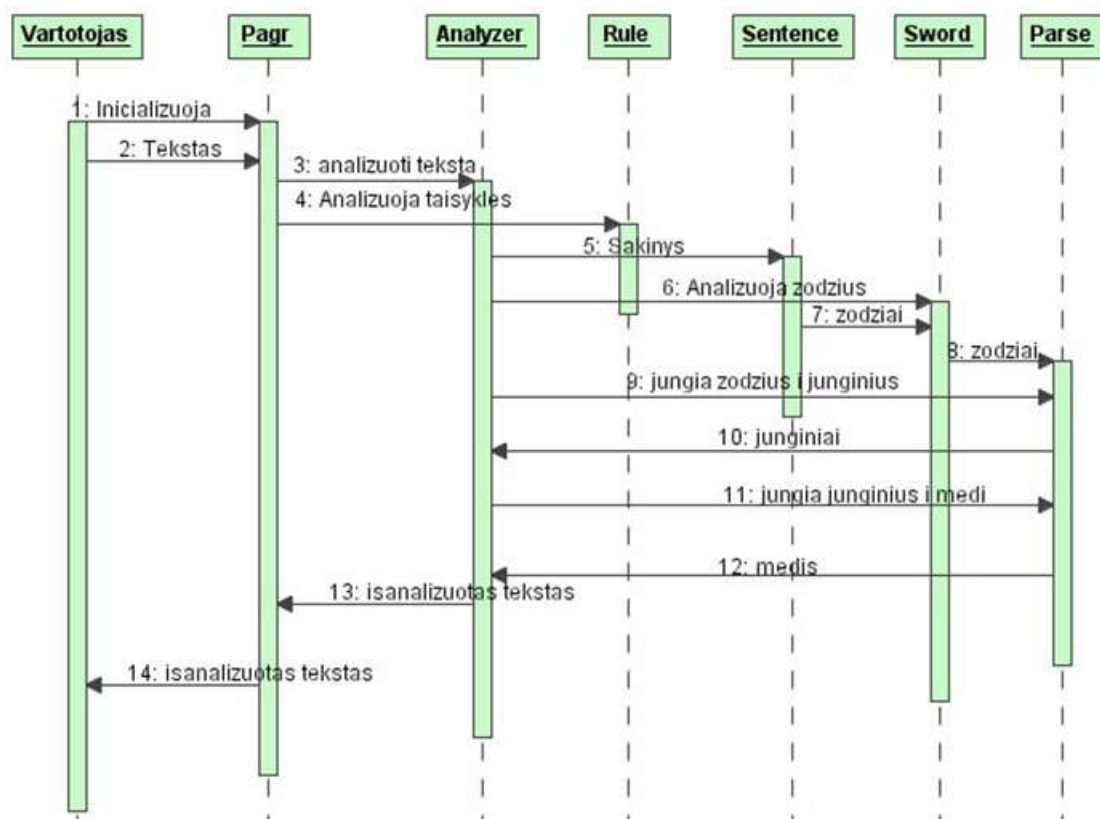 Vartotojas
Pagr
Analyzer
Rule
Sentence
Sword
Parse
1: Inicializuoja
2: Tekstas
3: analizuoti teksta
4: Analizuoja taisykles
5: Sakinys
6: Analizuoja zodzius
7: zodziai
8: zodziai
9: jungia zodzius i junginius
10: junginiai
11: jungia junginius i medi
12: medis
13: isanalizuotas tekstas
14: isanalizuotas tekstas